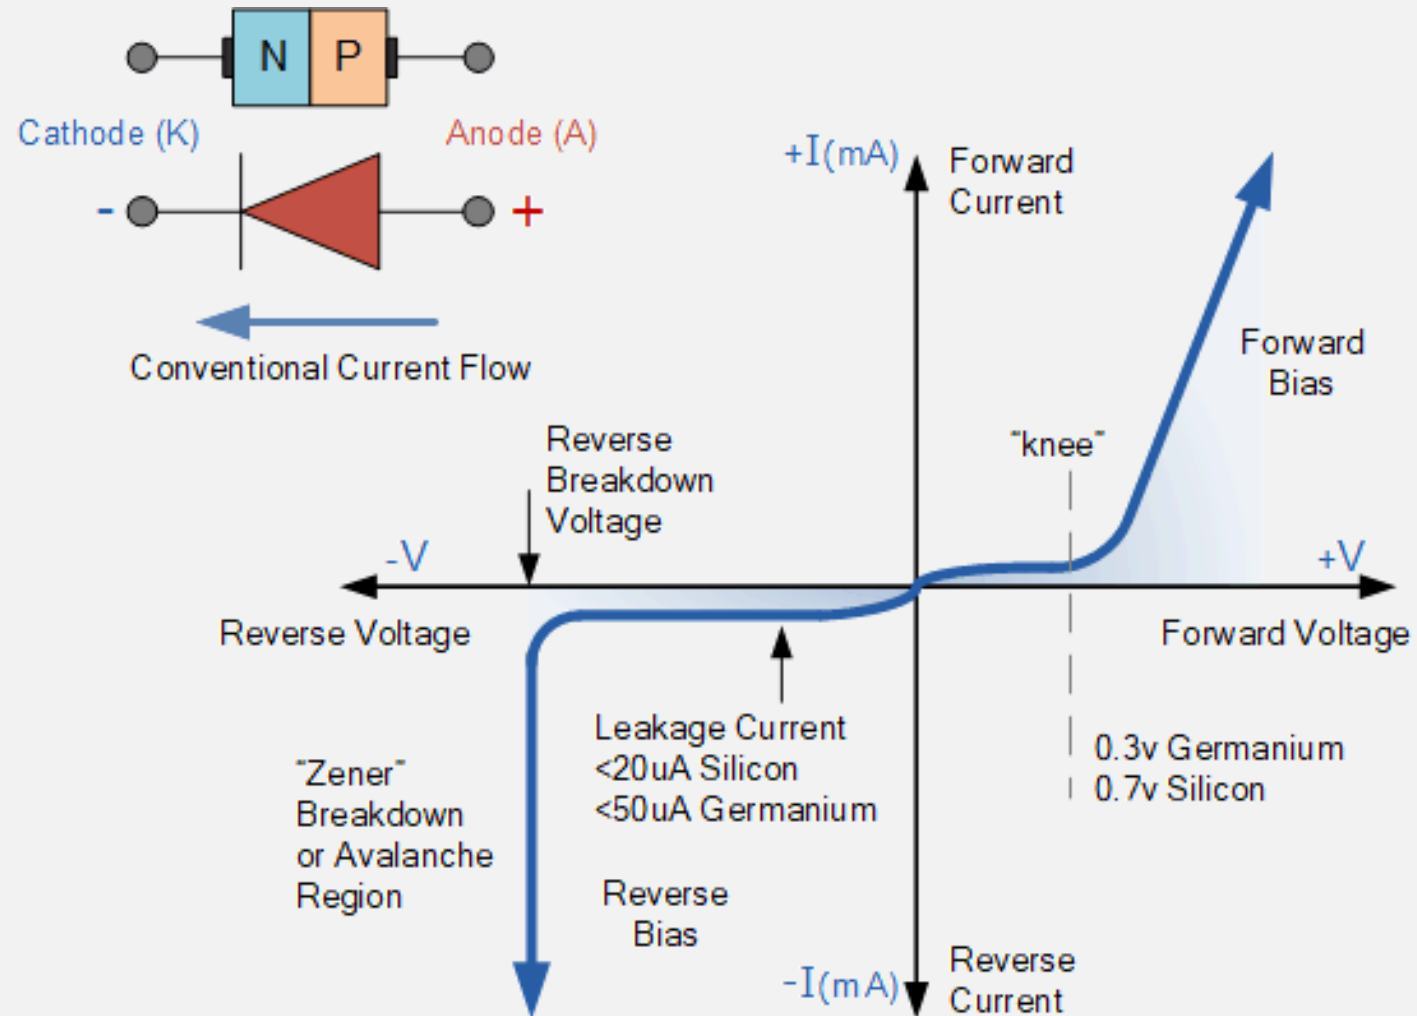 N P
Cathode (K)
Anode (A)
- +
Conventional Current Flow
+I(mA)
Forward
Current
Forward
Bias
"knee"
Reverse
Breakdown
Voltage
-V
+V
Reverse Voltage
Forward Voltage
Leakage Current
<20uA Silicon
<50uA Germanium
0.3v Germanium
0.7v Silicon
"Zener"
Breakdown
or Avalanche
Region
Reverse
Bias
-I(mA)
Reverse
Current